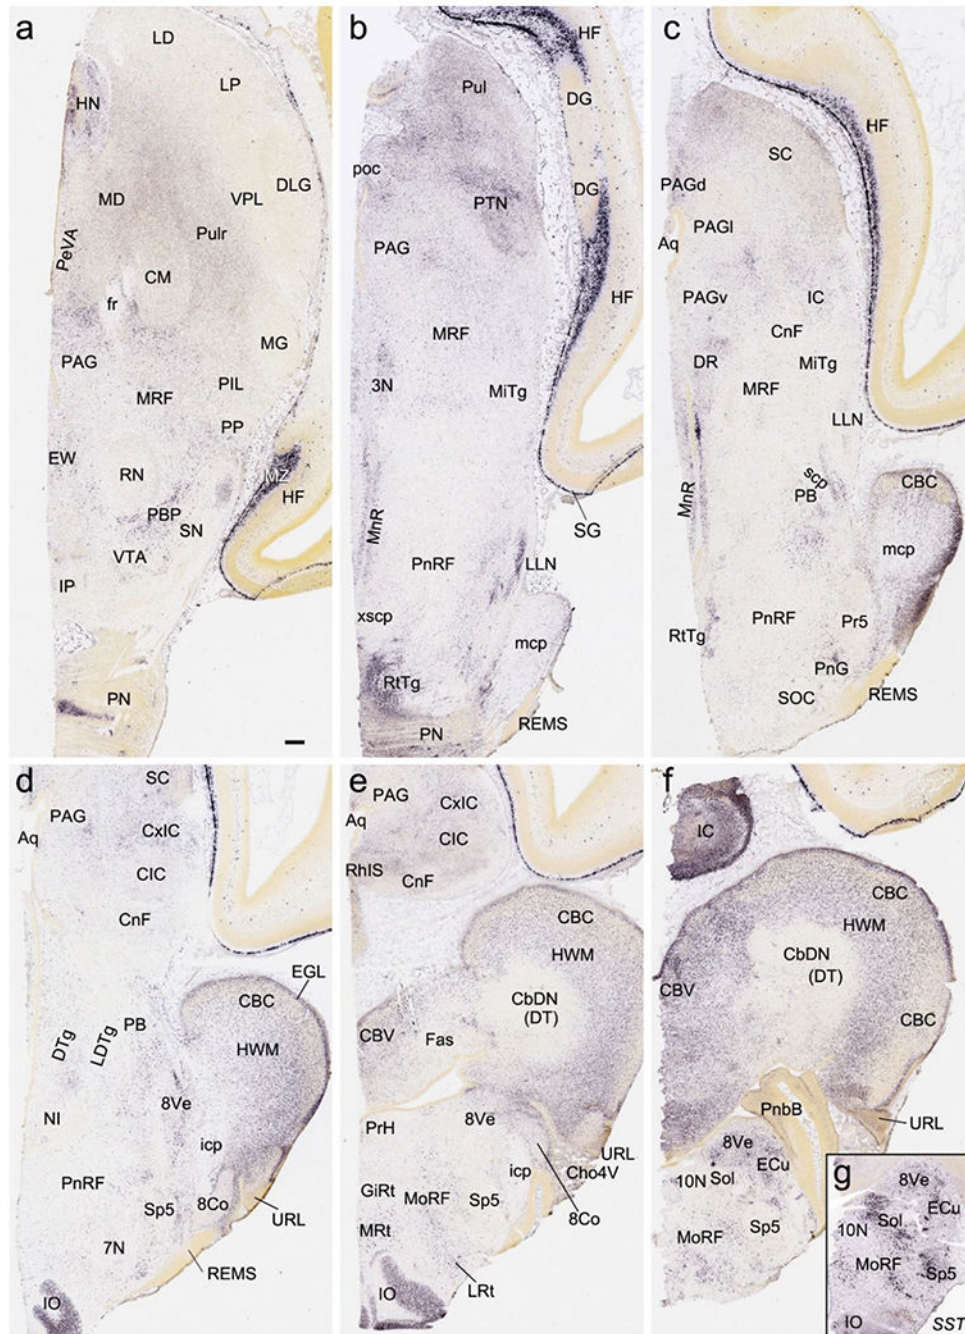 a
LD
HN
LP
MD
VPL
DLG
Pulr
PeVA
CM
fr
PAG
MG
MRF
PIL
PP
EW
RN
MZ
HF
PBP
SN
VTA
IP
PN
b
HF
Pul
DG
poc
PTN
DG
PAG
HF
MRF
3N
MiTg
SG
MnR
PnRF
LLN
xscp
mcp
RtTg
PN
REMS
c
HF
SC
PAGd
PAGl
Aq
PAGv
IC
CnF
DR
MiTg
MRF
LLN
scp
CBC
PB
MnR
mcp
PnRF
Pr5
RtTg
PnG
SOC
REMS
d
SC
PAG
CxIC
Aq
CIC
CnF
EGL
CBC
PB
DTg
LDTg
HWM
8Ve
NI
icp
PnRF
Sp5
8Co
URL
7N
REMS
IO
e
PAG
CxIC
Aq
CIC
RhIS
CnF
CBC
HWM
CbDN
(DT)
CBV
Fas
8Ve
PrH
URL
icp
Cho4V
GiRt
MoRF
Sp5
8Co
MRt
LRt
IO
f
IC
CBC
HWM
CbDN
(DT)
CBV
CBC
PnbB
URL
8Ve
10N
Sol
ECu
Sp5
MoRF
g
8Ve
ECu
10N
Sol
MoRF
Sp5
IO
SST